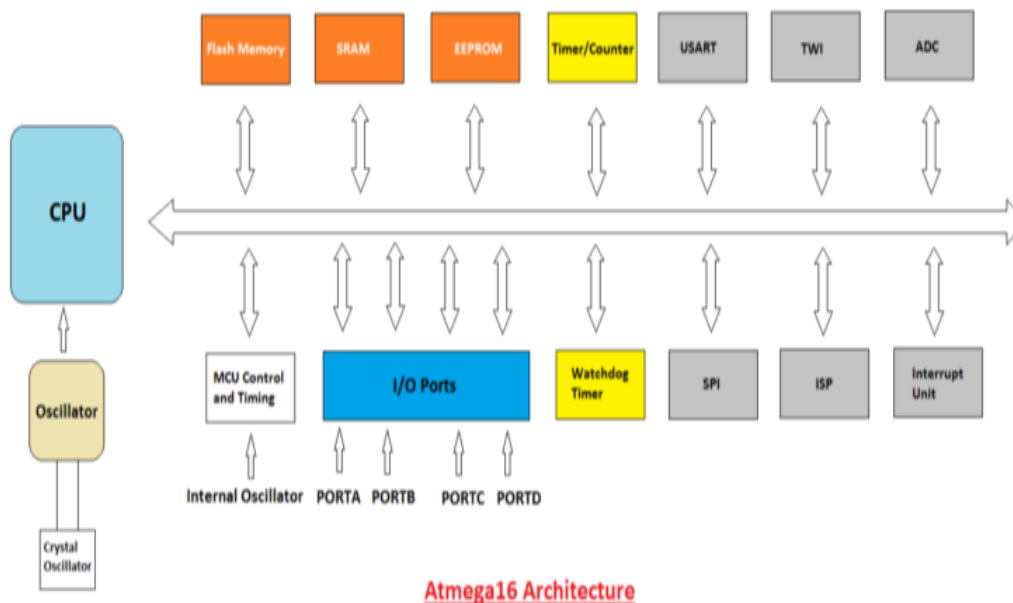 Flash Memory
SRAM
EEPROM
Timer/Counter
USART
TWI
ADC
CPU
MCU Control
and Timing
I/O Ports
Watchdog
Timer
SPI
ISP
Interrupt
Unit
Oscillator
Internal Oscillator
PORTA
PORTB
PORTC
PORTD
Crystal
Oscillator
Atmega16 Architecture